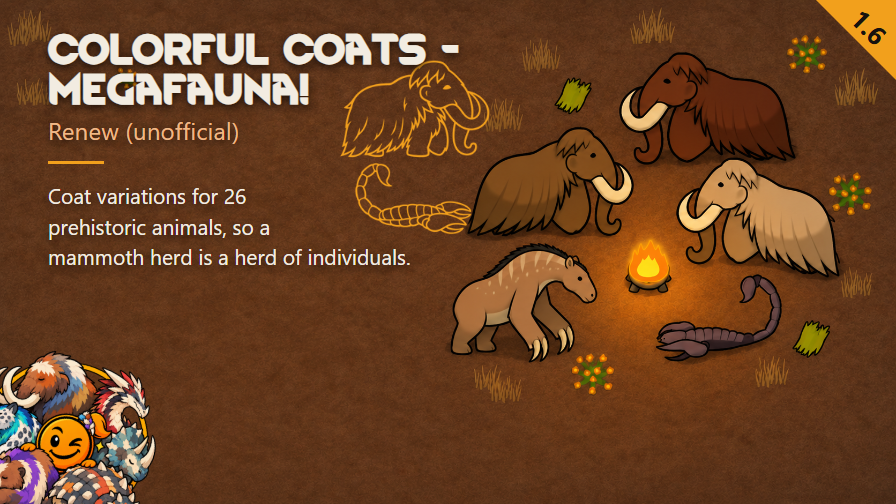 COLORFUL COATS -
MEGAFAUNA!
Renew (unofficial)
Coat variations for 26
prehistoric animals, so a
mammoth herd is a herd of individuals.
1.6